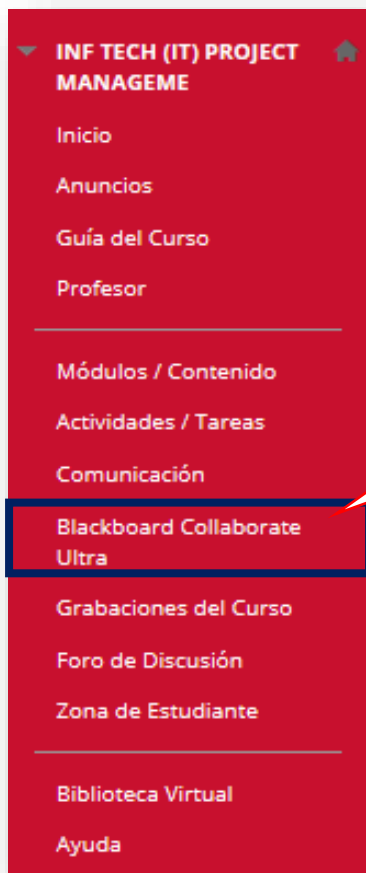 INF TECH (IT) PROJECT
MANAGEME
Inicio
Anuncios
Guía del Curso
Profesor
Módulos / Contenido
Actividades / Tareas
Comunicación
Blackboard Collaborate
Ultra
Grabaciones del Curso
Foro de Discusión
Zona de Estudiante
Biblioteca Virtual
Ayuda